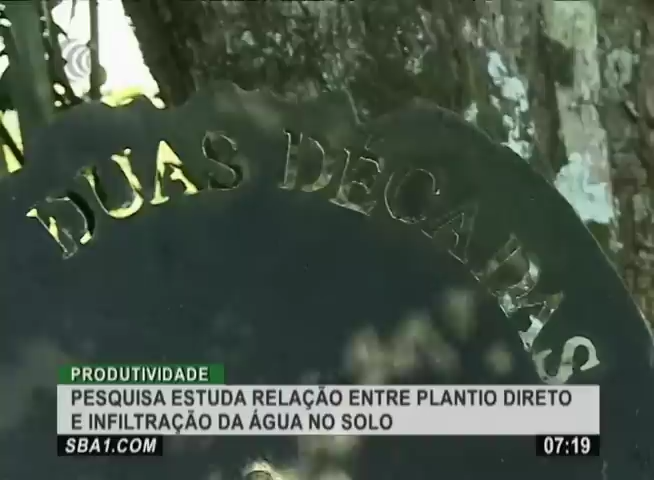 DUAS DÉCADAS
PRODUTIVIDADE
PESQUISA ESTUDA RELAÇÃO ENTRE PLANTIO DIRETO
E INFILTRAÇÃO DA ÁGUA NO SOLO
SBA1.COM
07:19